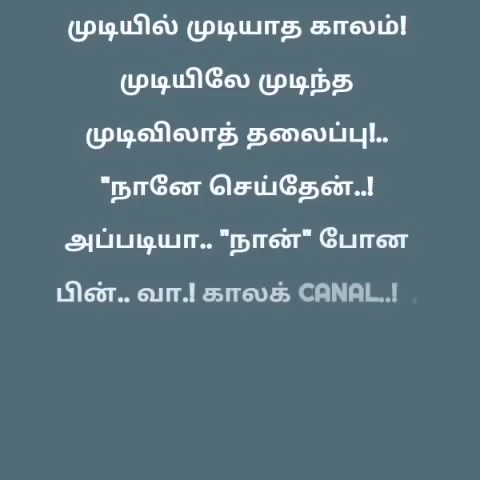 முடியில் முடியாத காலம்!
முடியிலே முடிந்த
முடிவிலாத் தலைப்பு!..
"நானே செய்தேன்..!
அப்படியா.. "நான்" போன
பின்.. வா.! காலக் CANAL..!